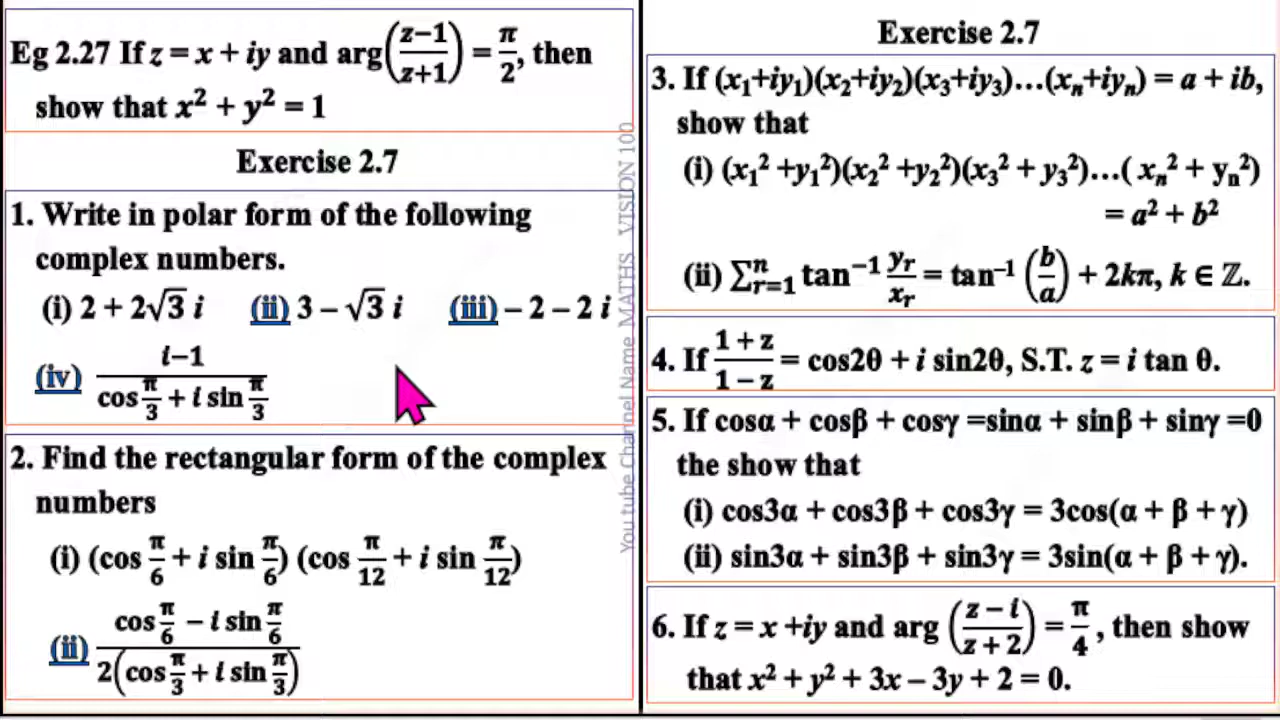 Eg 2.27 If z = x + iy and arg((z−1)/(z+1)) = π/2, then
show that x² + y² = 1
Exercise 2.7
1. Write in polar form of the following
complex numbers.
(i) 2 + 2√3 i (ii) 3 – √3 i (iii) – 2 – 2 i
(iv) (i−1)/(cos π/3 + i sin π/3)
2. Find the rectangular form of the complex
numbers
(i) (cos π/6 + i sin π/6) (cos π/12 + i sin π/12)
(ii) (cos π/6 − i sin π/6)/(2(cos π/3 + i sin π/3))
You tube Channel Name MATHS VISION 100
Exercise 2.7
3. If (x₁+iy₁)(x₂+iy₂)(x₃+iy₃)…(xₙ+iyₙ) = a + ib,
show that
(i) (x₁² +y₁²)(x₂² +y₂²)(x₃² + y₃²)…( xₙ² + yₙ²)
= a² + b²
(ii) ∑ⁿᵣ₌₁ tan⁻¹ yᵣ/xᵣ = tan⁻¹ (b/a) + 2kπ, k ∈ ℤ.
4. If (1 + z)/(1 – z) = cos2θ + i sin2θ, S.T. z = i tan θ.
5. If cosα + cosβ + cosγ =sinα + sinβ + sinγ =0
the show that
(i) cos3α + cos3β + cos3γ = 3cos(α + β + γ)
(ii) sin3α + sin3β + sin3γ = 3sin(α + β + γ).
6. If z = x +iy and arg ((z – i)/(z + 2)) = π/4 , then show
that x² + y² + 3x – 3y + 2 = 0.